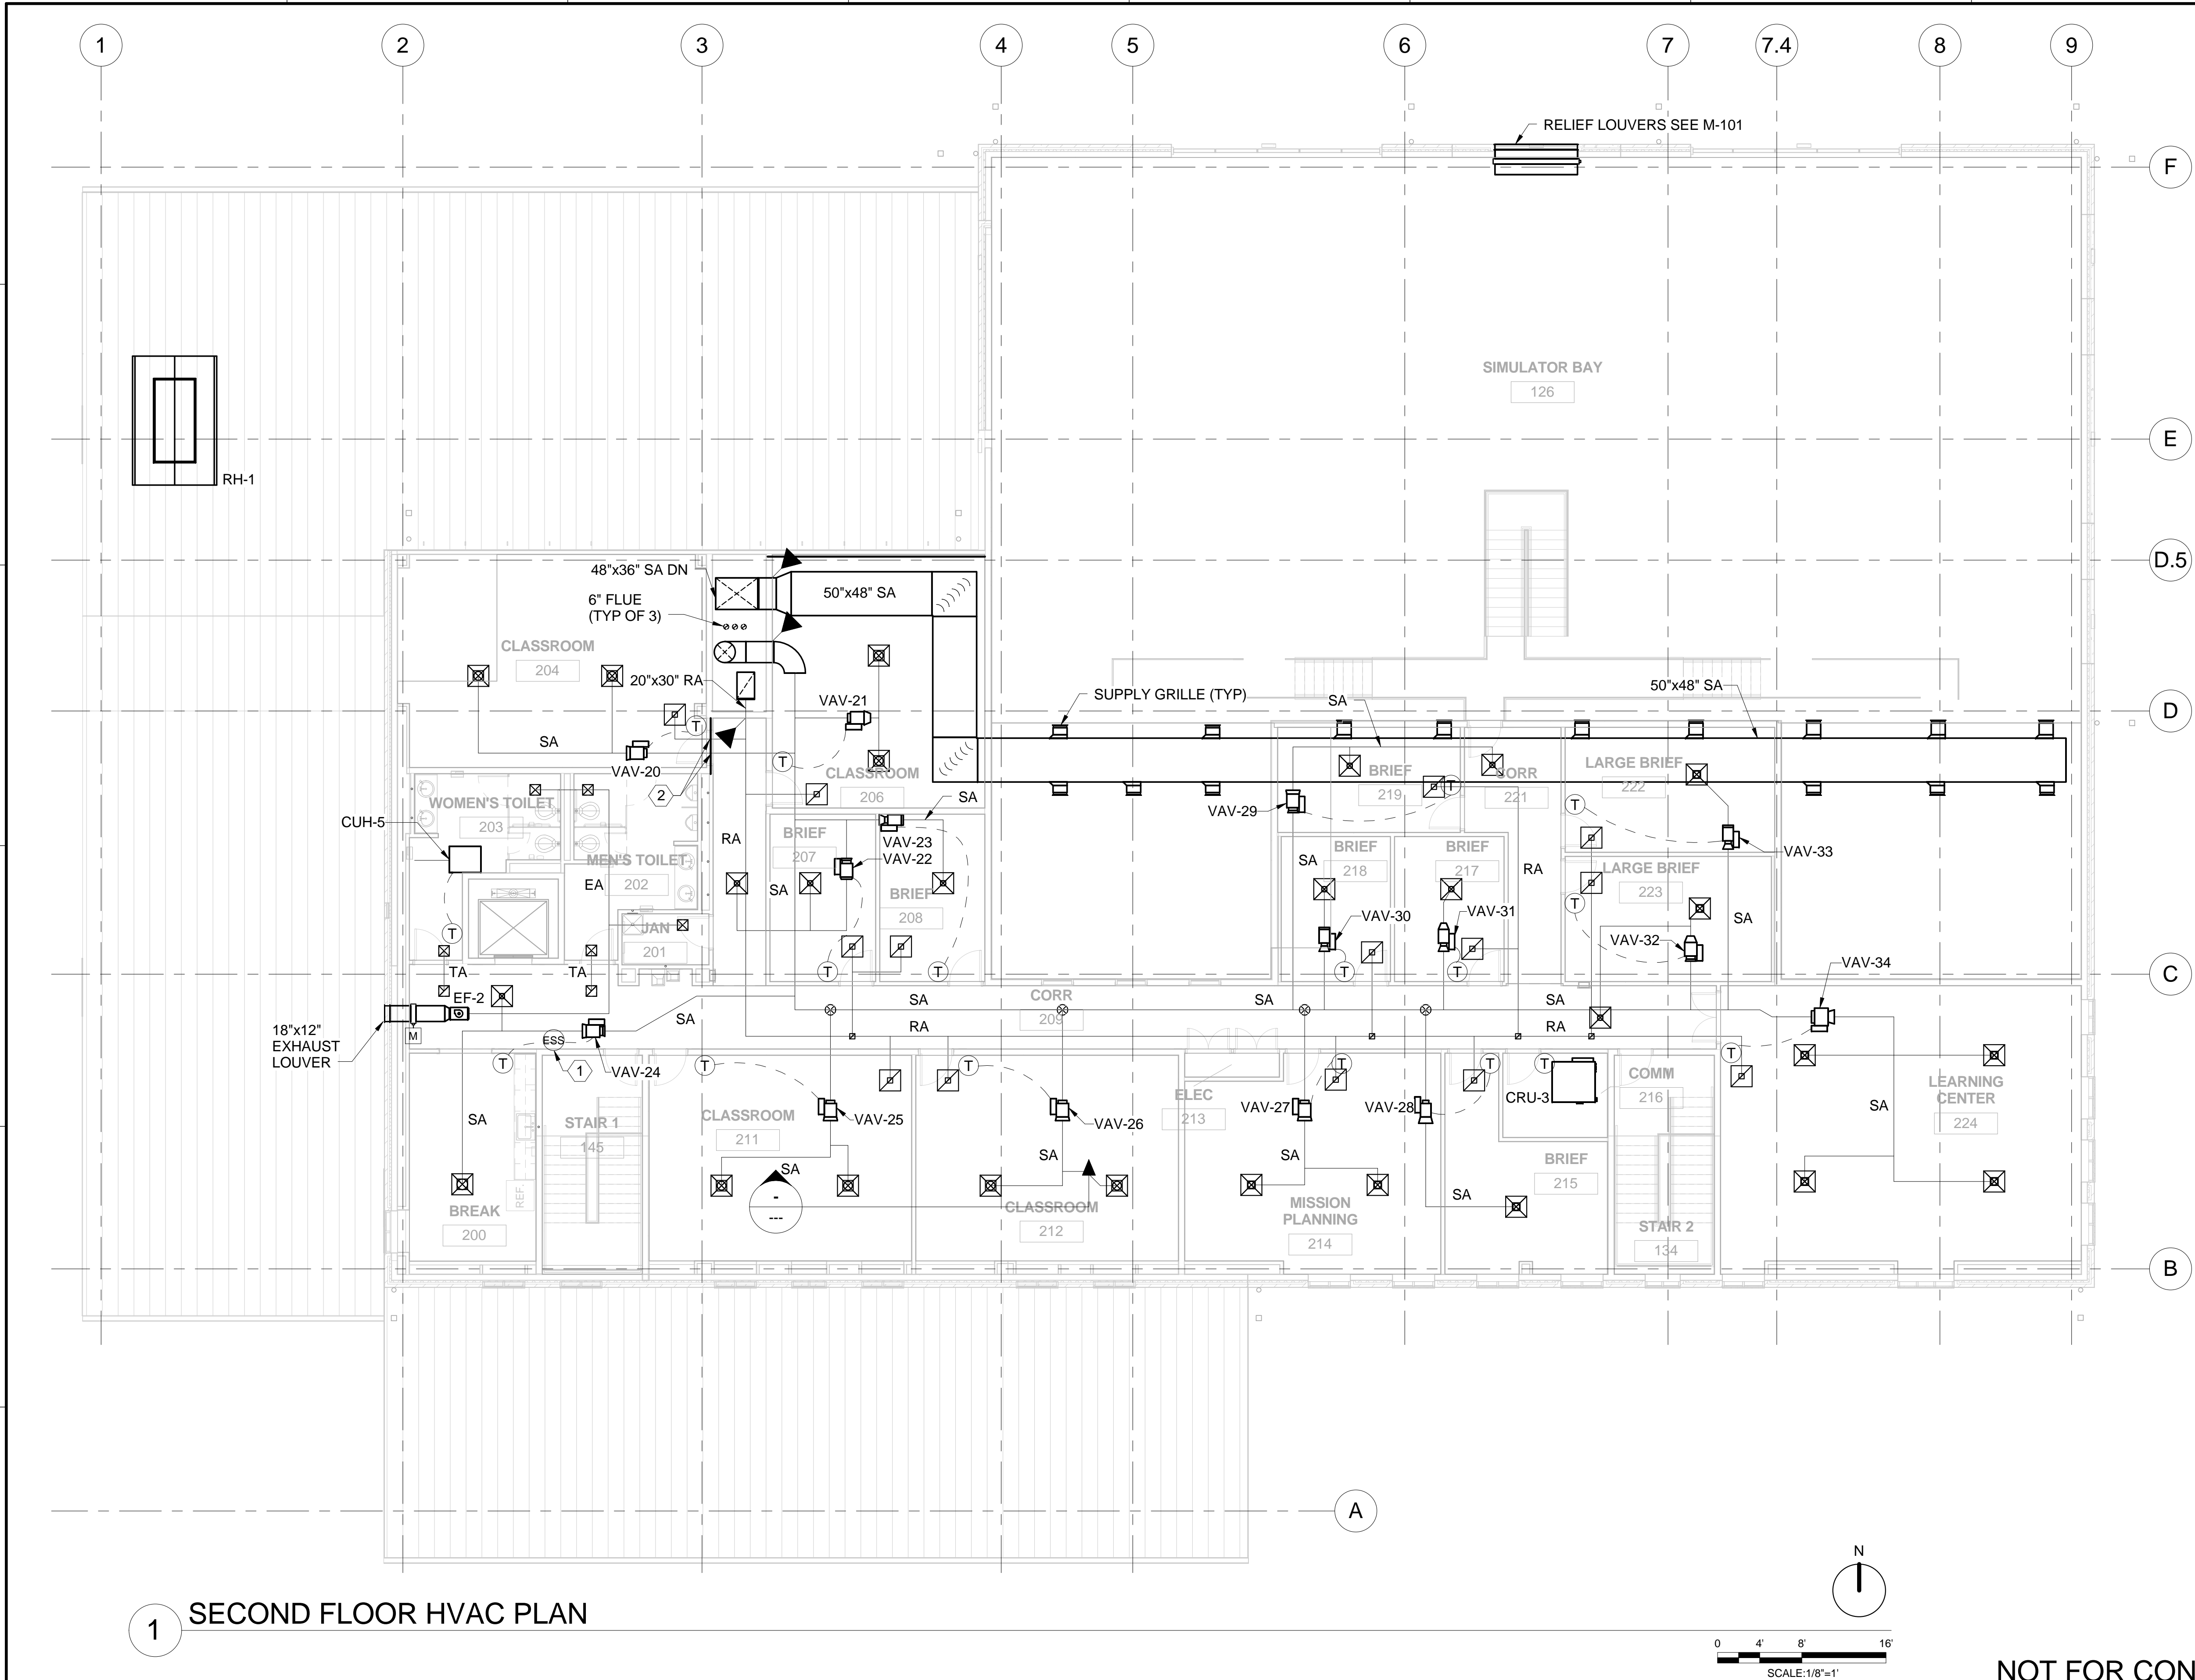 1
2
3
4
5
6
7
7.4
8
9
RELIEF LOUVERS SEE M-101
F
SIMULATOR BAY
126
E
RH-1
D.5
48"x36" SA DN
50"x48" SA
6" FLUE
(TYP OF 3)
CLASSROOM
204
20"x30" RA
SUPPLY GRILLE (TYP)
SA
50"x48" SA
VAV-21
D
T
SA
VAV-20
T
CLASSROOM
206
BRIEF
219
CORR
221
LARGE BRIEF
222
T
T
2
SA
VAV-29
WOMEN'S TOILET
203
CUH-5
RA
BRIEF
207
VAV-23
VAV-22
VAV-33
MEN'S TOILET
202
EA
SA
SA
BRIEF
218
BRIEF
217
RA
LARGE BRIEF
223
BRIEF
208
T
VAV-30
VAV-31
SA
JAN
201
T
VAV-32
VAV-34
TA
TA
T
T
T
T
C
EF-2
SA
SA
CORR
209
SA
SA
RA
RA
18"x12"
EXHAUST
LOUVER
M
ESS
T
1
VAV-24
T
T
T
T
T
T
CRU-3
COMM
216
LEARNING
CENTER
224
SA
SA
STAIR 1
145
CLASSROOM
211
VAV-25
VAV-26
ELEC
213
VAV-27
VAV-28
SA
SA
SA
SA
BRIEF
215
REF.
BREAK
200
-
---
CLASSROOM
212
MISSION
PLANNING
214
STAIR 2
134
B
A
N
1
SECOND FLOOR HVAC PLAN
0
4'
8'
16'
SCALE:1/8"=1'
NOT FOR CON